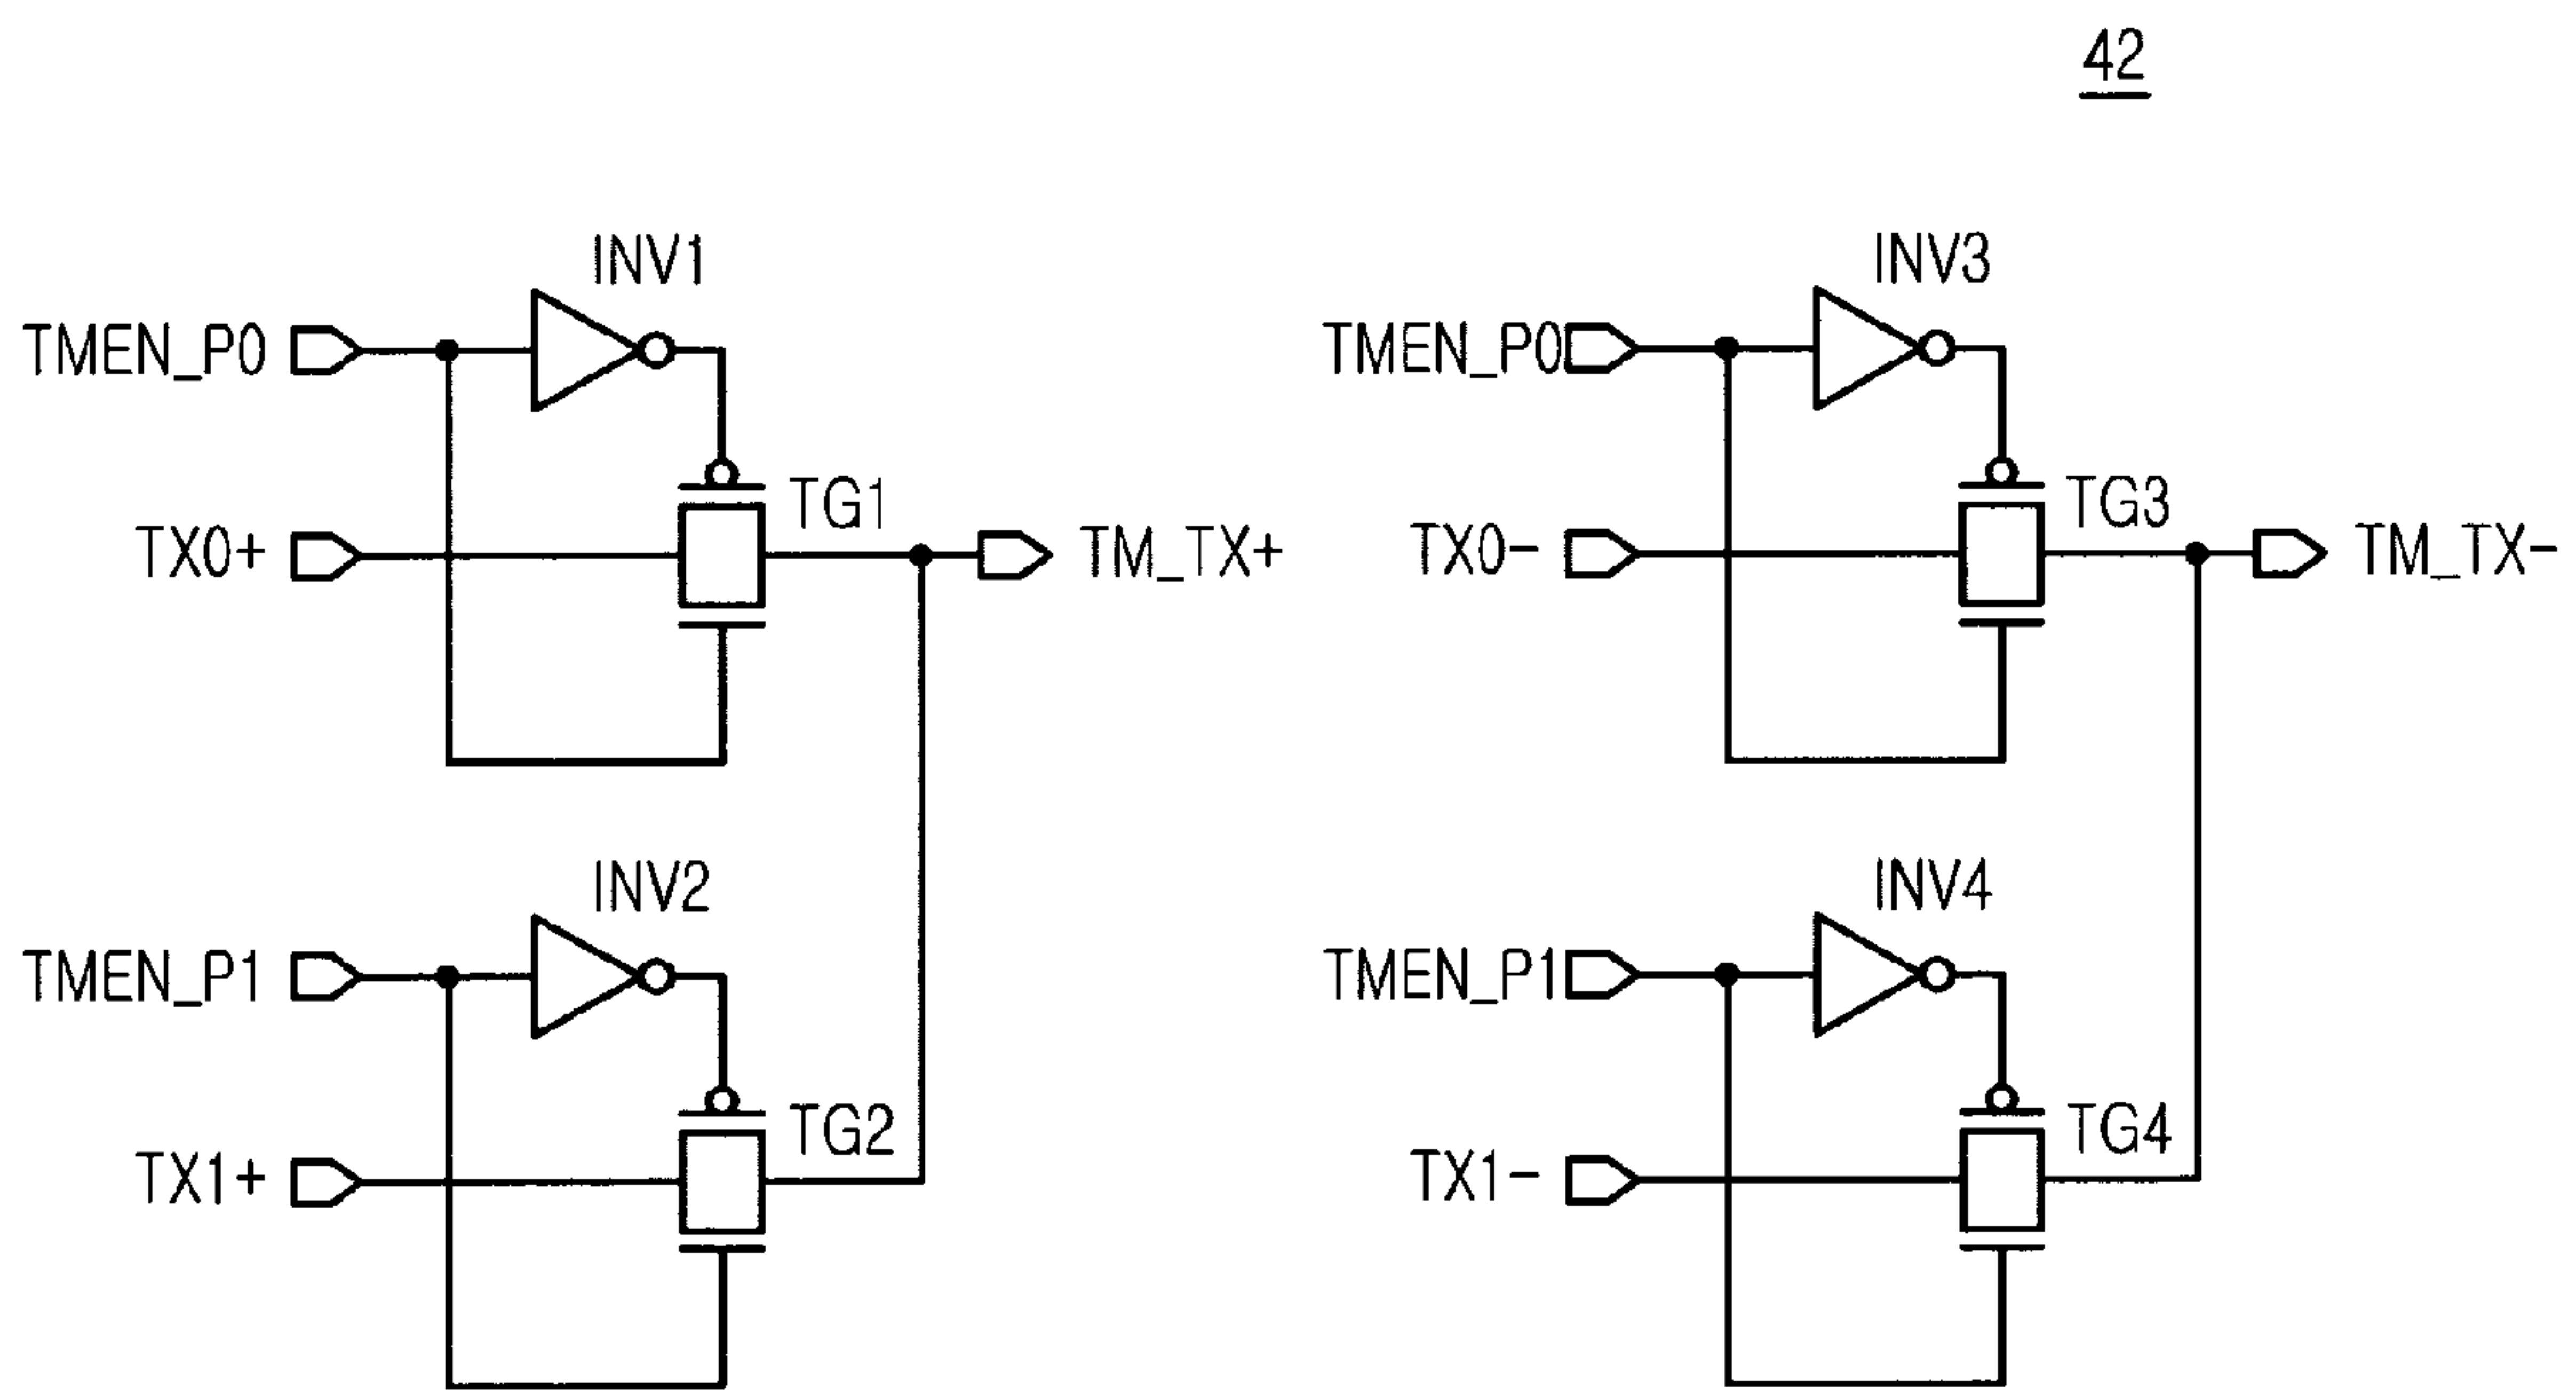 42
INV1
TMEN_P0
TG1
TX0+
TM_TX+
INV2
TMEN_P1
TG2
TX1+
INV3
TMEN_P0
TG3
TX0-
TM_TX-
INV4
TMEN_P1
TG4
TX1-